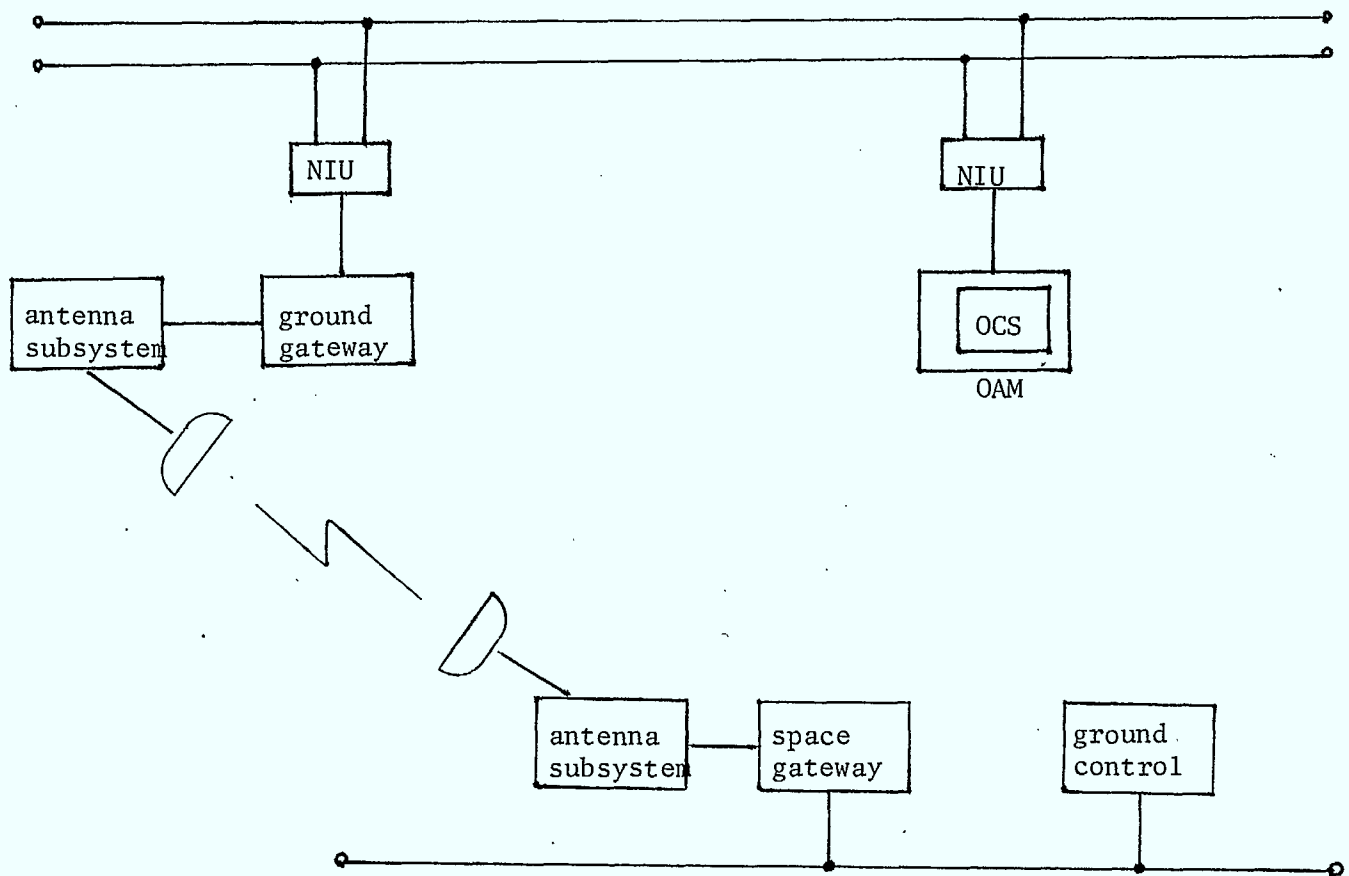 NIU
NIU
antenna
subsystem
ground
gateway
OCS
OAM
antenna
subsystem
space
gateway
ground
control